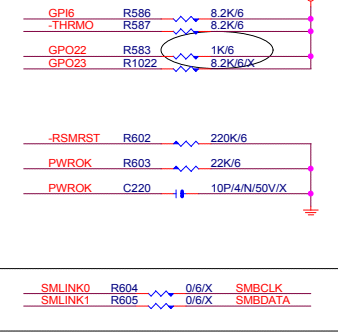 GPI6 R586 8.2K/6
-THRMO R587 8.2K/6
GPO22 R583 1K/6
GPO23 R1022 8.2K/6/X
-RSMRST R602 220K/6
PWROK R603 22K/6
PWROK C220 10P/4/N/50V/X
SMLINK0 R604 0/6/X SMBCLK
SMLINK1 R605 0/6/X SMBDATA